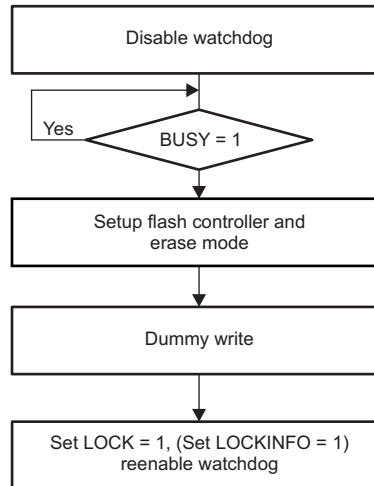 Disable watchdog
Yes
BUSY = 1
Setup flash controller and
erase mode
Dummy write
Set LOCK = 1, (Set LOCKINFO = 1)
reenable watchdog